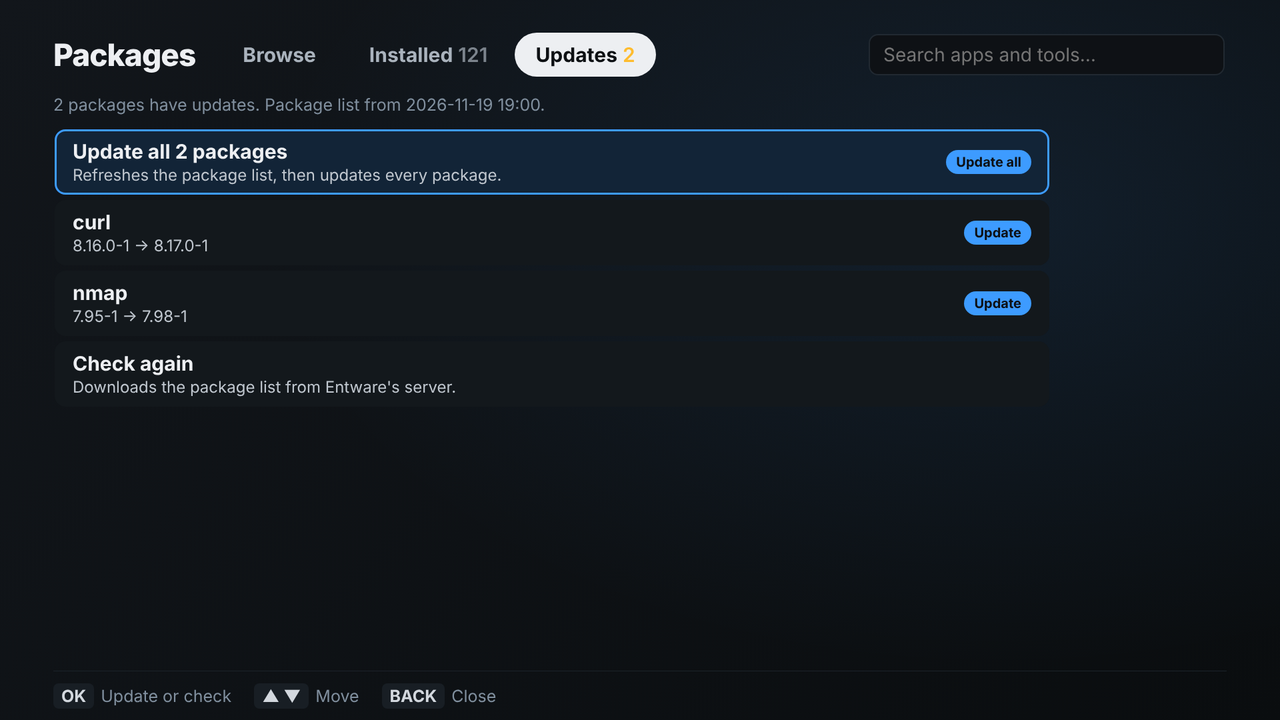 Packages Browse Installed 121 Updates 2 Search apps and tools...
2 packages have updates. Package list from 2026-11-19 19:00.
Update all 2 packages
Refreshes the package list, then updates every package.
Update all
curl
8.16.0-1 → 8.17.0-1
Update
nmap
7.95-1 → 7.98-1
Update
Check again
Downloads the package list from Entware's server.
OK Update or check ▲ ▼ Move BACK Close